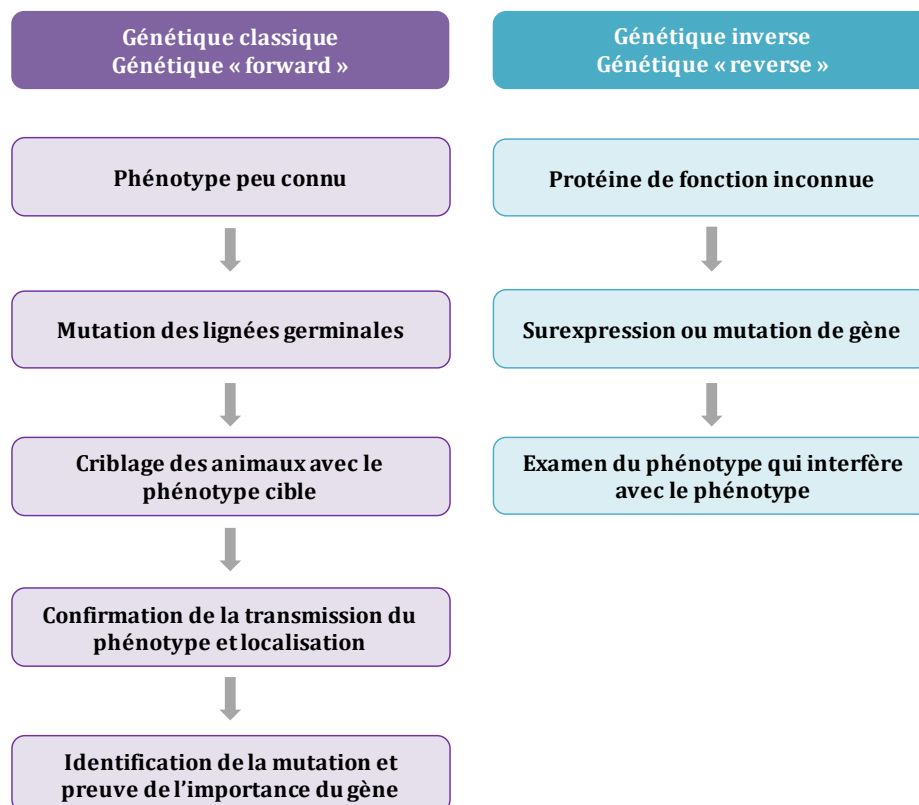 Génétique classique
Génétique « forward »
Phénotype peu connu
Mutation des lignées germinales
Criblage des animaux avec le
phénotype cible
Confirmation de la transmission du
phénotype et localisation
Identification de la mutation et
preuve de l'importance du gène
Génétique inverse
Génétique « reverse »
Protéine de fonction inconnue
Surexpression ou mutation de gène
Examen du phénotype qui interfère
avec le phénotype